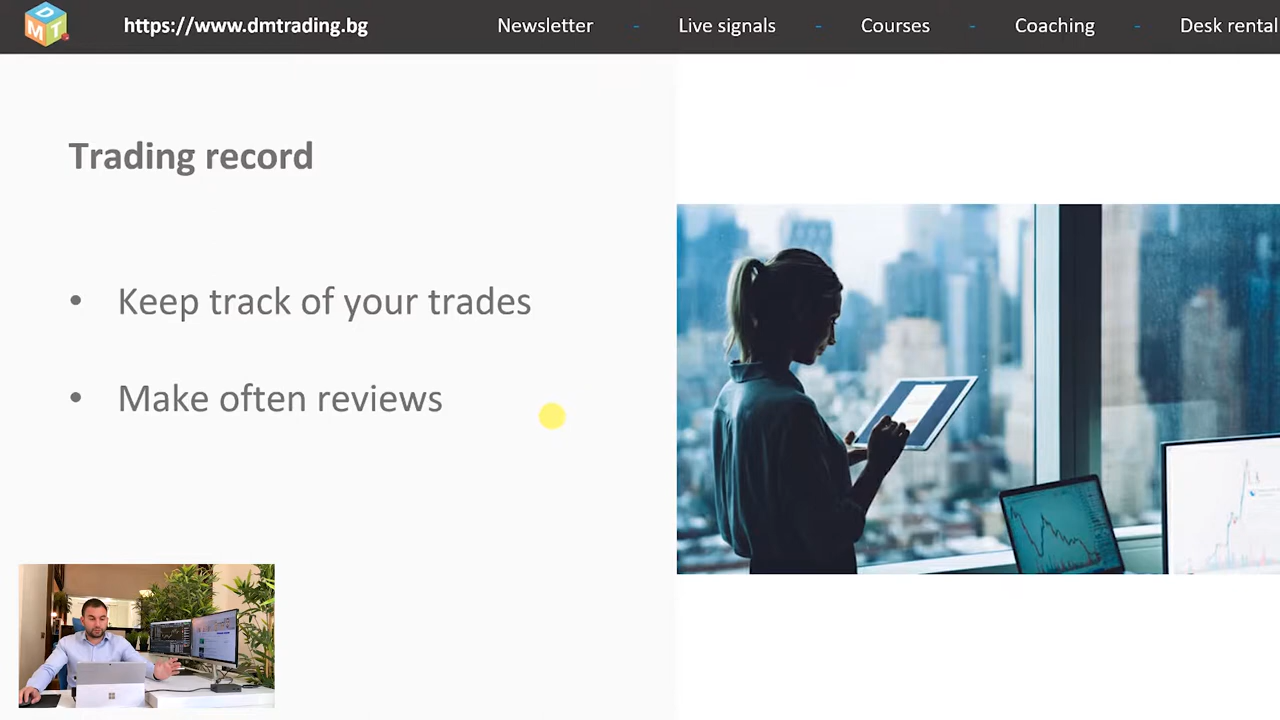 DMT
https://www.dmtrading.bg
Newsletter - Live signals - Courses - Coaching - Desk rental
Trading record
• Keep track of your trades
• Make often reviews